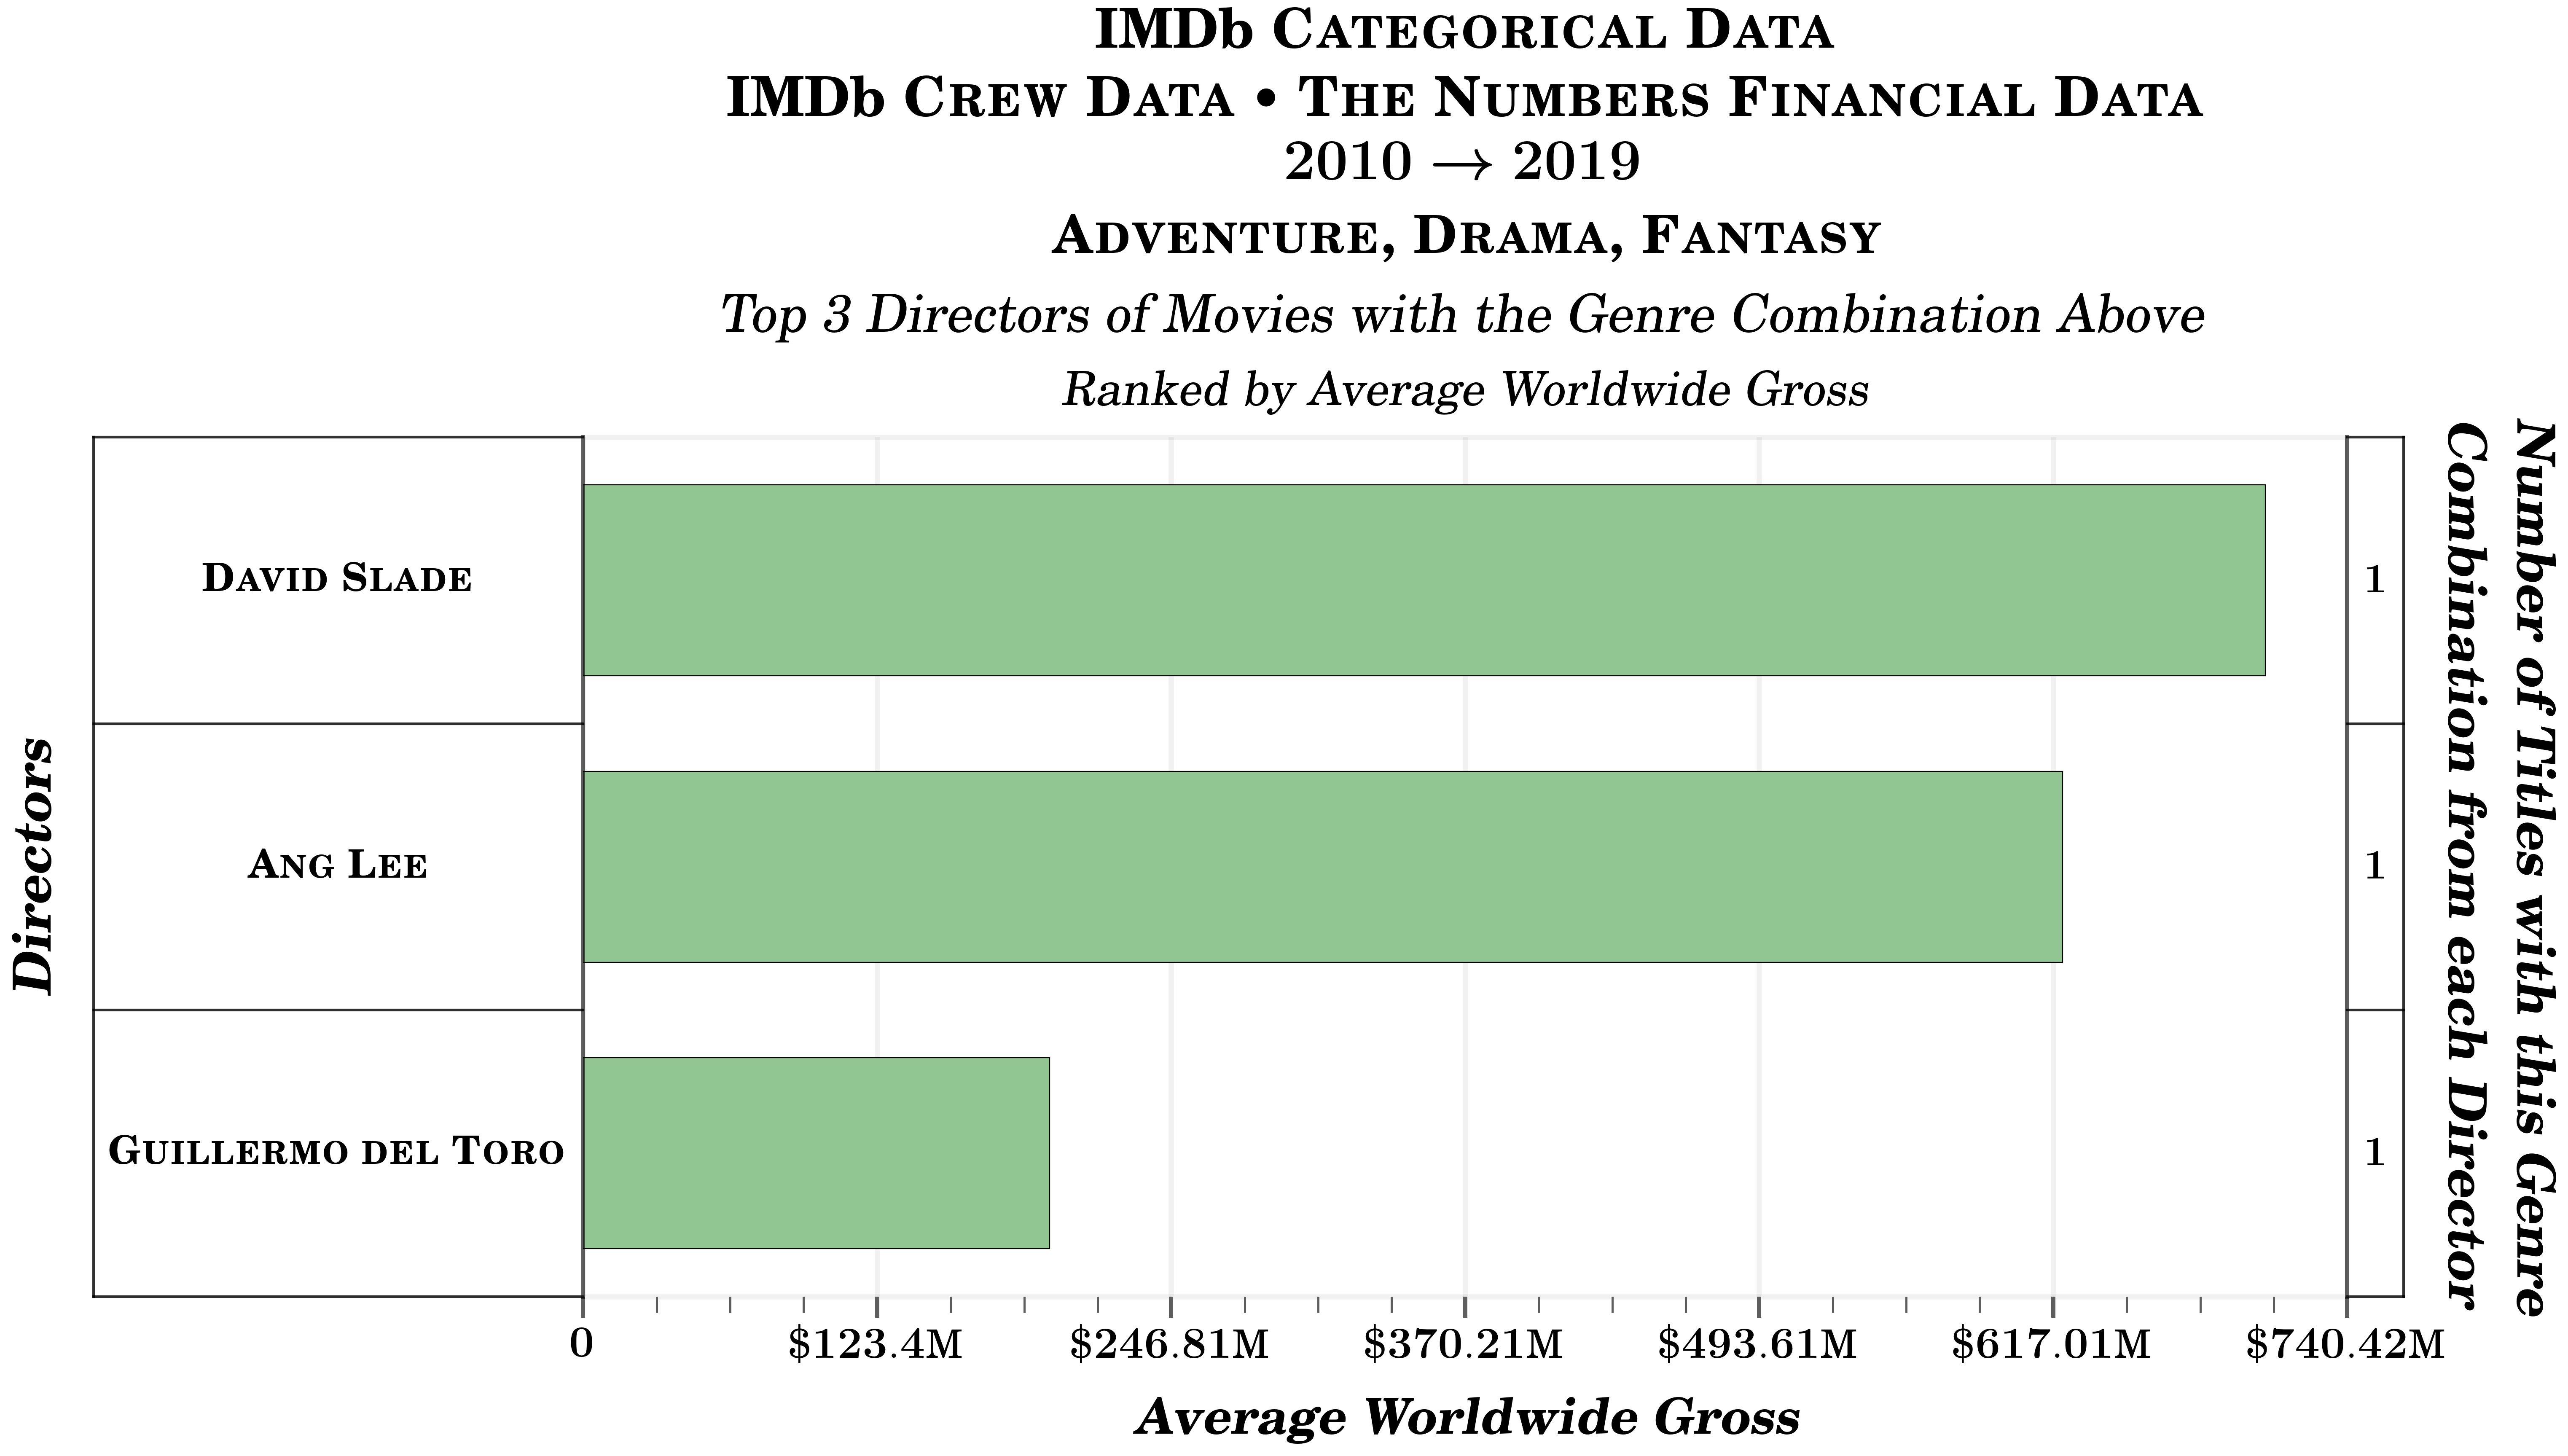 IMDb Categorical Data
IMDb Crew Data • The Numbers Financial Data
2010 → 2019
Adventure, Drama, Fantasy
Top 3 Directors of Movies with the Genre Combination Above
Ranked by Average Worldwide Gross
Directors
David Slade
Ang Lee
Guillermo del Toro
1
1
1
Number of Titles with this Genre
Combination from each Director
0 $123.4M $246.81M $370.21M $493.61M $617.01M $740.42M
Average Worldwide Gross